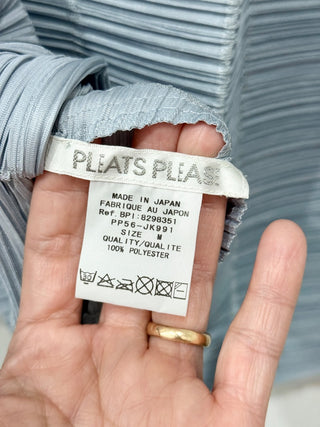 PLEATS PLEASE
MADE IN JAPAN
FABRIQUE AU JAPON
Ref. BPI:8298351
PP56-JK991
SIZE M
QUALITY/QUALITE
100% POLYESTER